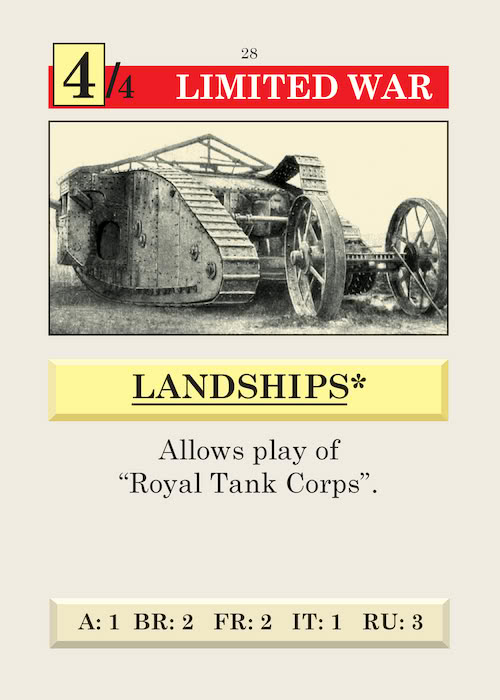 28
4/4 LIMITED WAR
LANDSHIPS*
Allows play of
“Royal Tank Corps”.
A: 1 BR: 2 FR: 2 IT: 1 RU: 3